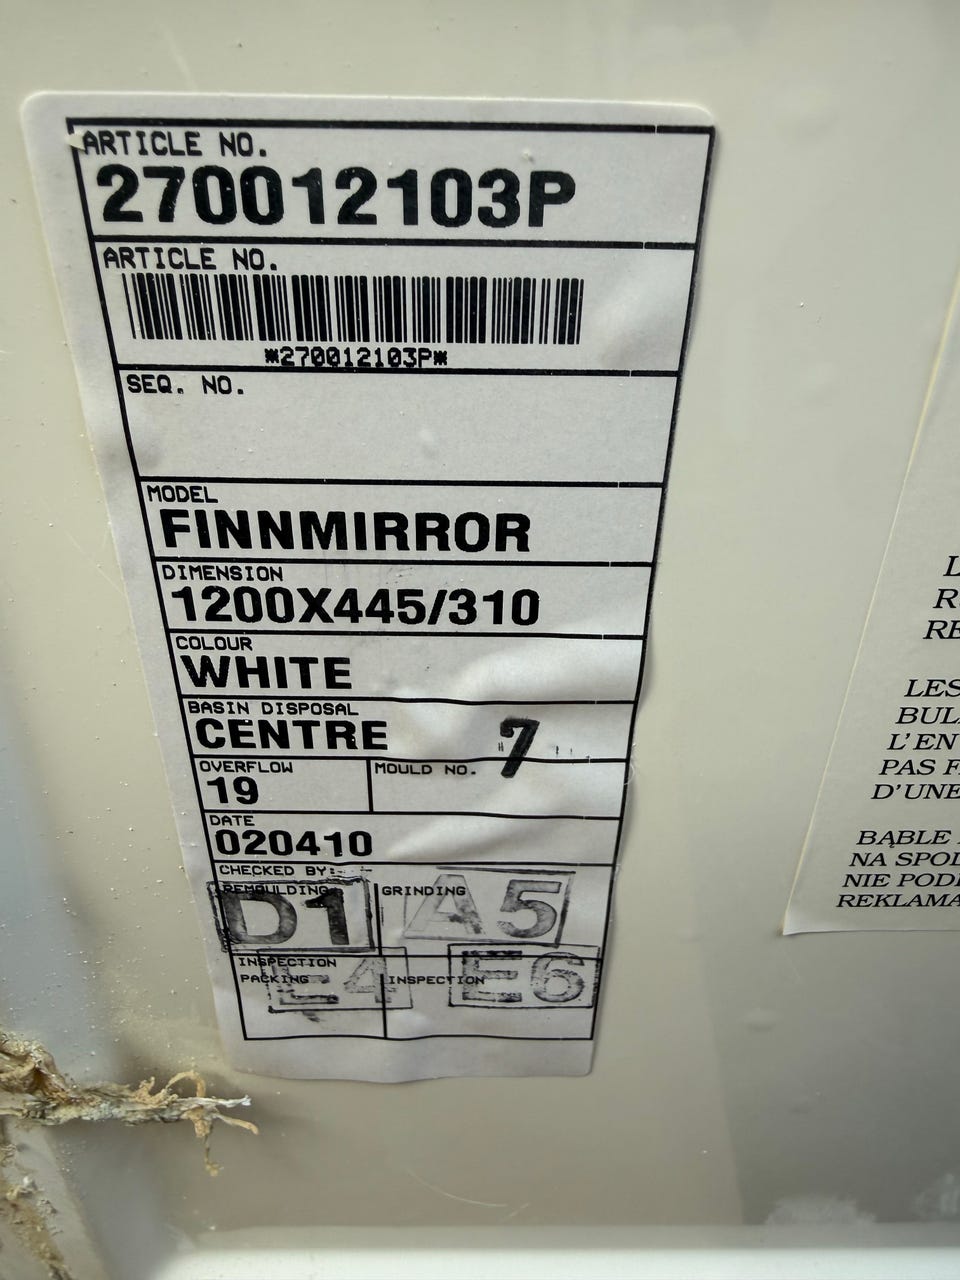 ARTICLE NO.
270012103P
ARTICLE NO.
*270012103P*
SEQ. NO.
MODEL
FINNMIRROR
DIMENSION
1200X445/310
COLOUR
WHITE
BASIN DISPOSAL
CENTRE
OVERFLOW
19
MOULD NO.
7
DATE
020410
CHECKED BY:
REMOULDING
D1
GRINDING
A5
INSPECTION
PACKING
E4
INSPECTION
E6
L
R
RE
LES
BUL
L'EN
PAS F
D'UNE
BĄBLE
NA SPOD
NIE POD
REKLAMA